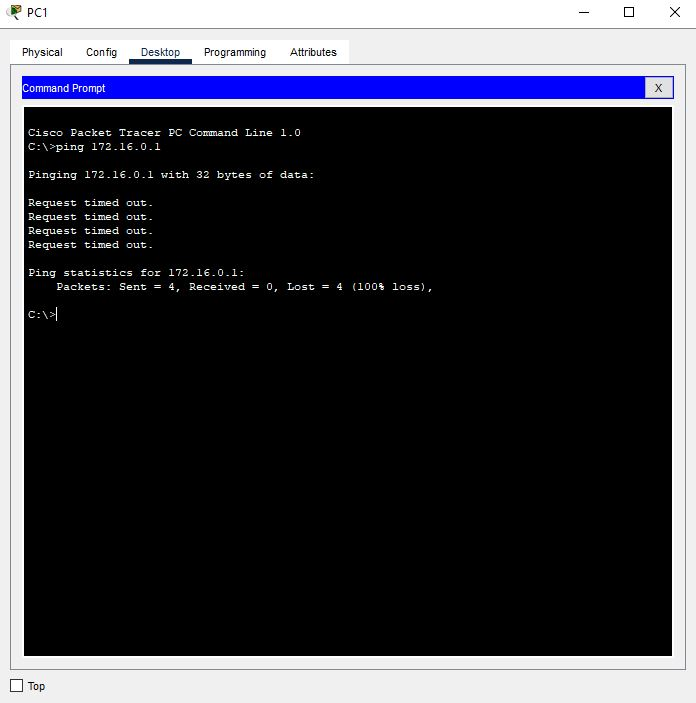 PC1
Physical Config Desktop Programming Attributes
Command Prompt X
Cisco Packet Tracer PC Command Line 1.0
C:\>ping 172.16.0.1
Pinging 172.16.0.1 with 32 bytes of data:
Request timed out.
Request timed out.
Request timed out.
Request timed out.
Ping statistics for 172.16.0.1:
Packets: Sent = 4, Received = 0, Lost = 4 (100% loss),
C:\>
Top